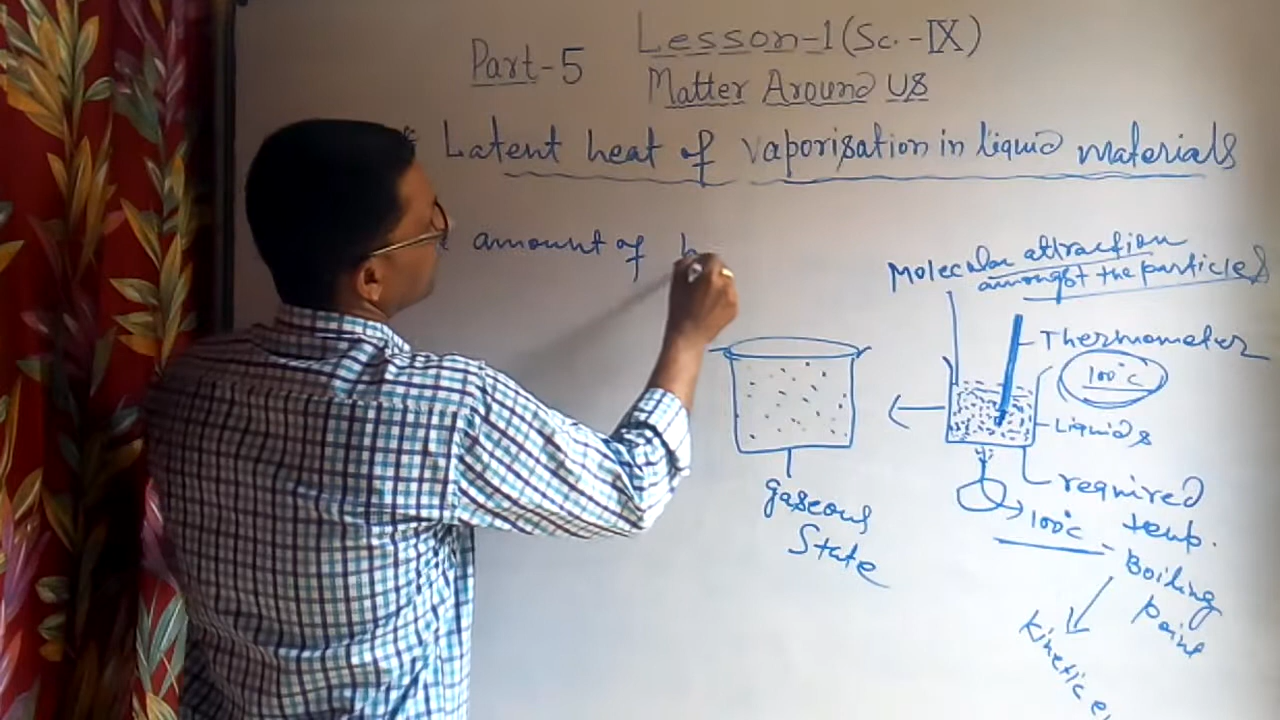 Part-5
Lesson-1(Sc.-IX)
Matter Around US
* Latent heat of vaporisation in liquid materials
amount of h
Molecular attraction
amongst the particles
Thermometer
100°C
Liquids
gaseous
State
required
temp.
100°C - Boiling
point
Kinetic e